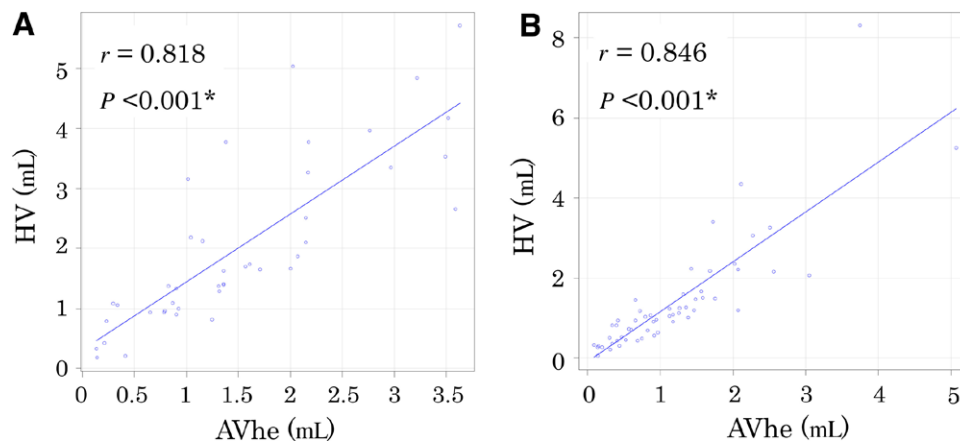 A
r = 0.818
P <0.001*
HV (mL)
5
4
3
2
1
0
0 0.5 1 1.5 2 2.5 3 3.5
AVhe (mL)
B
r = 0.846
P <0.001*
HV (mL)
8
6
4
2
0
0 1 2 3 4 5
AVhe (mL)